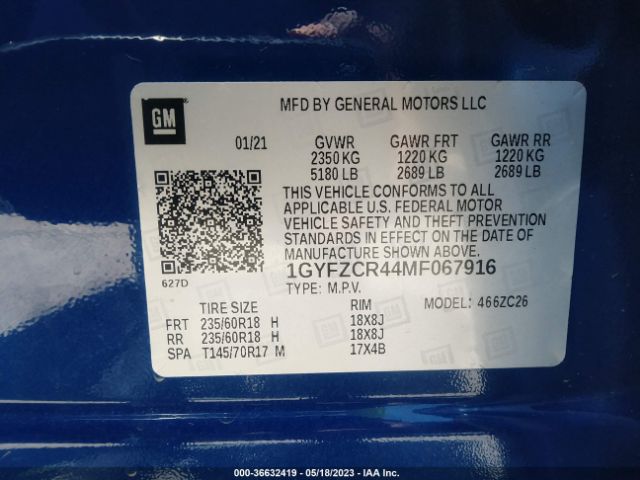 MFD BY GENERAL MOTORS LLC
GM
01/21 GVWR GAWR FRT GAWR RR
2350 KG 1220 KG 1220 KG
5180 LB 2689 LB 2689 LB
THIS VEHICLE CONFORMS TO ALL
APPLICABLE U.S. FEDERAL MOTOR
VEHICLE SAFETY AND THEFT PREVENTION
STANDARDS IN EFFECT ON THE DATE OF
MANUFACTURE SHOWN ABOVE.
627D
1GYFZCR44MF067916
TYPE: M.P.V. MODEL: 466ZC26
TIRE SIZE RIM
FRT 235/60R18 H 18X8J
RR 235/60R18 H 18X8J
SPA T145/70R17 M 17X4B
000-36632419 - 05/18/2023 - IAA Inc.